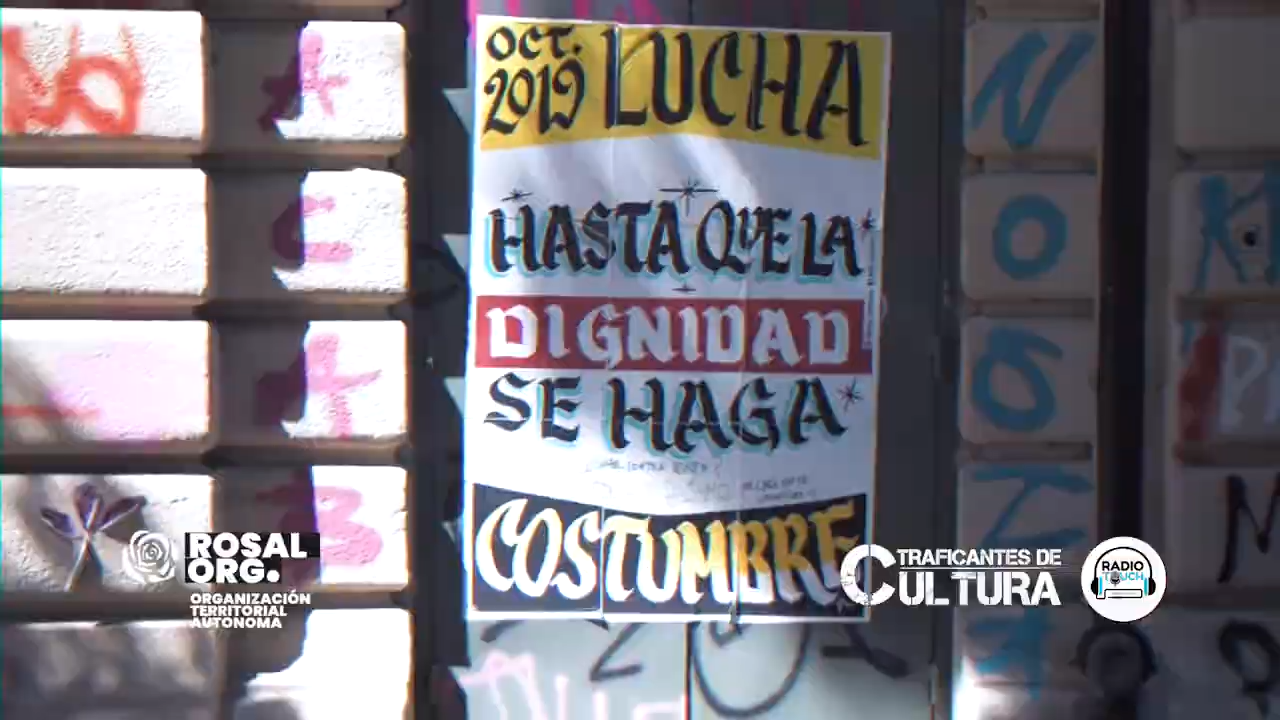 OCT.
2019
LUCHA
HASTA QUE LA
DIGNIDAD
SE HAGA
COSTUMBRE
ROSAL
ORG.
ORGANIZACIÓN
TERRITORIAL
AUTÓNOMA
TRAFICANTES DE
CULTURA
RADIO
TOUCH